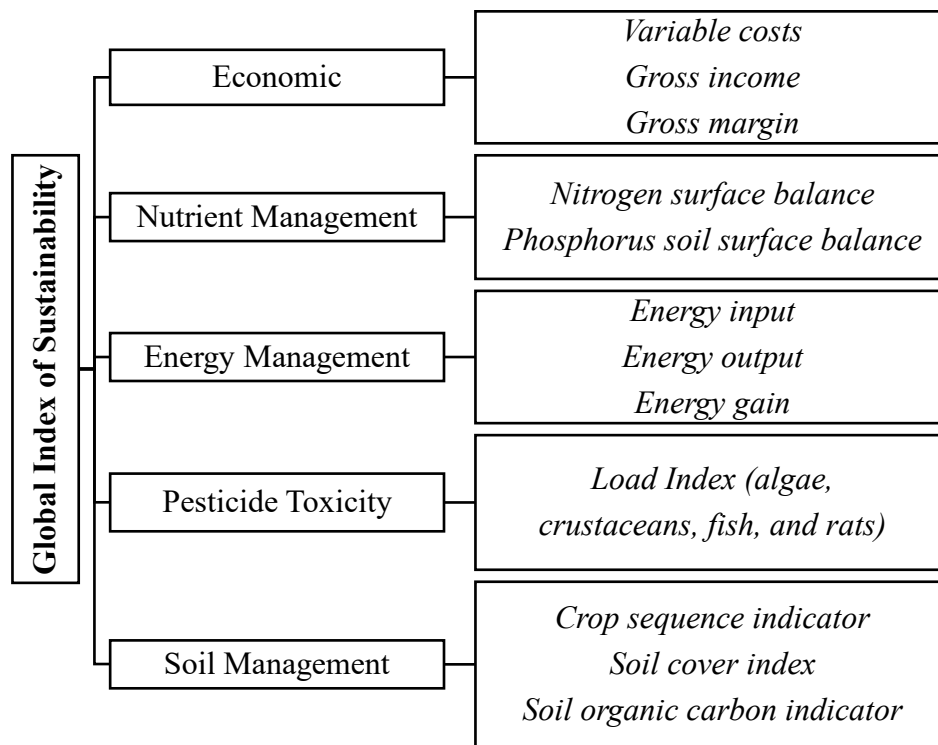 Global Index of Sustainability
Economic
Variable costs
Gross income
Gross margin
Nutrient Management
Nitrogen surface balance
Phosphorus soil surface balance
Energy Management
Energy input
Energy output
Energy gain
Pesticide Toxicity
Load Index (algae,
crustaceans, fish, and rats)
Soil Management
Crop sequence indicator
Soil cover index
Soil organic carbon indicator